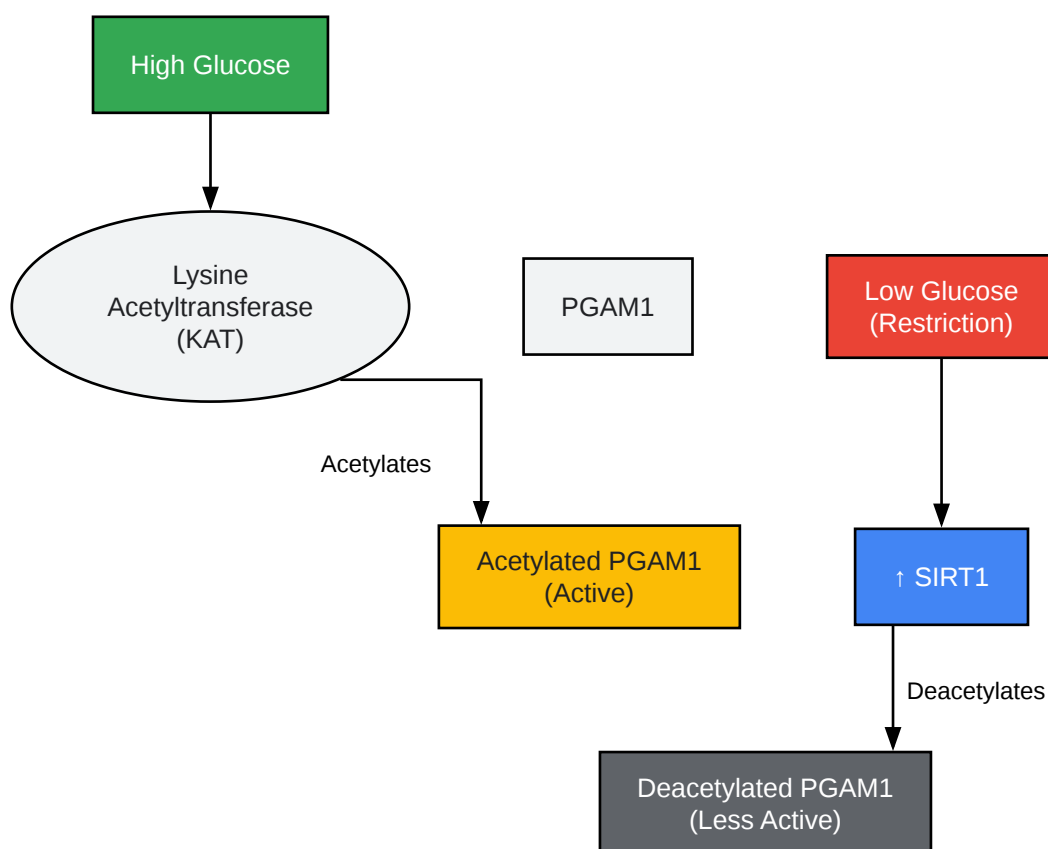 High Glucose
Lysine
Acetyltransferase
(KAT)
PGAM1
Low Glucose
(Restriction)
Acetylates
Acetylated PGAM1
(Active)
↑ SIRT1
Deacetylates
Deacetylated PGAM1
(Less Active)